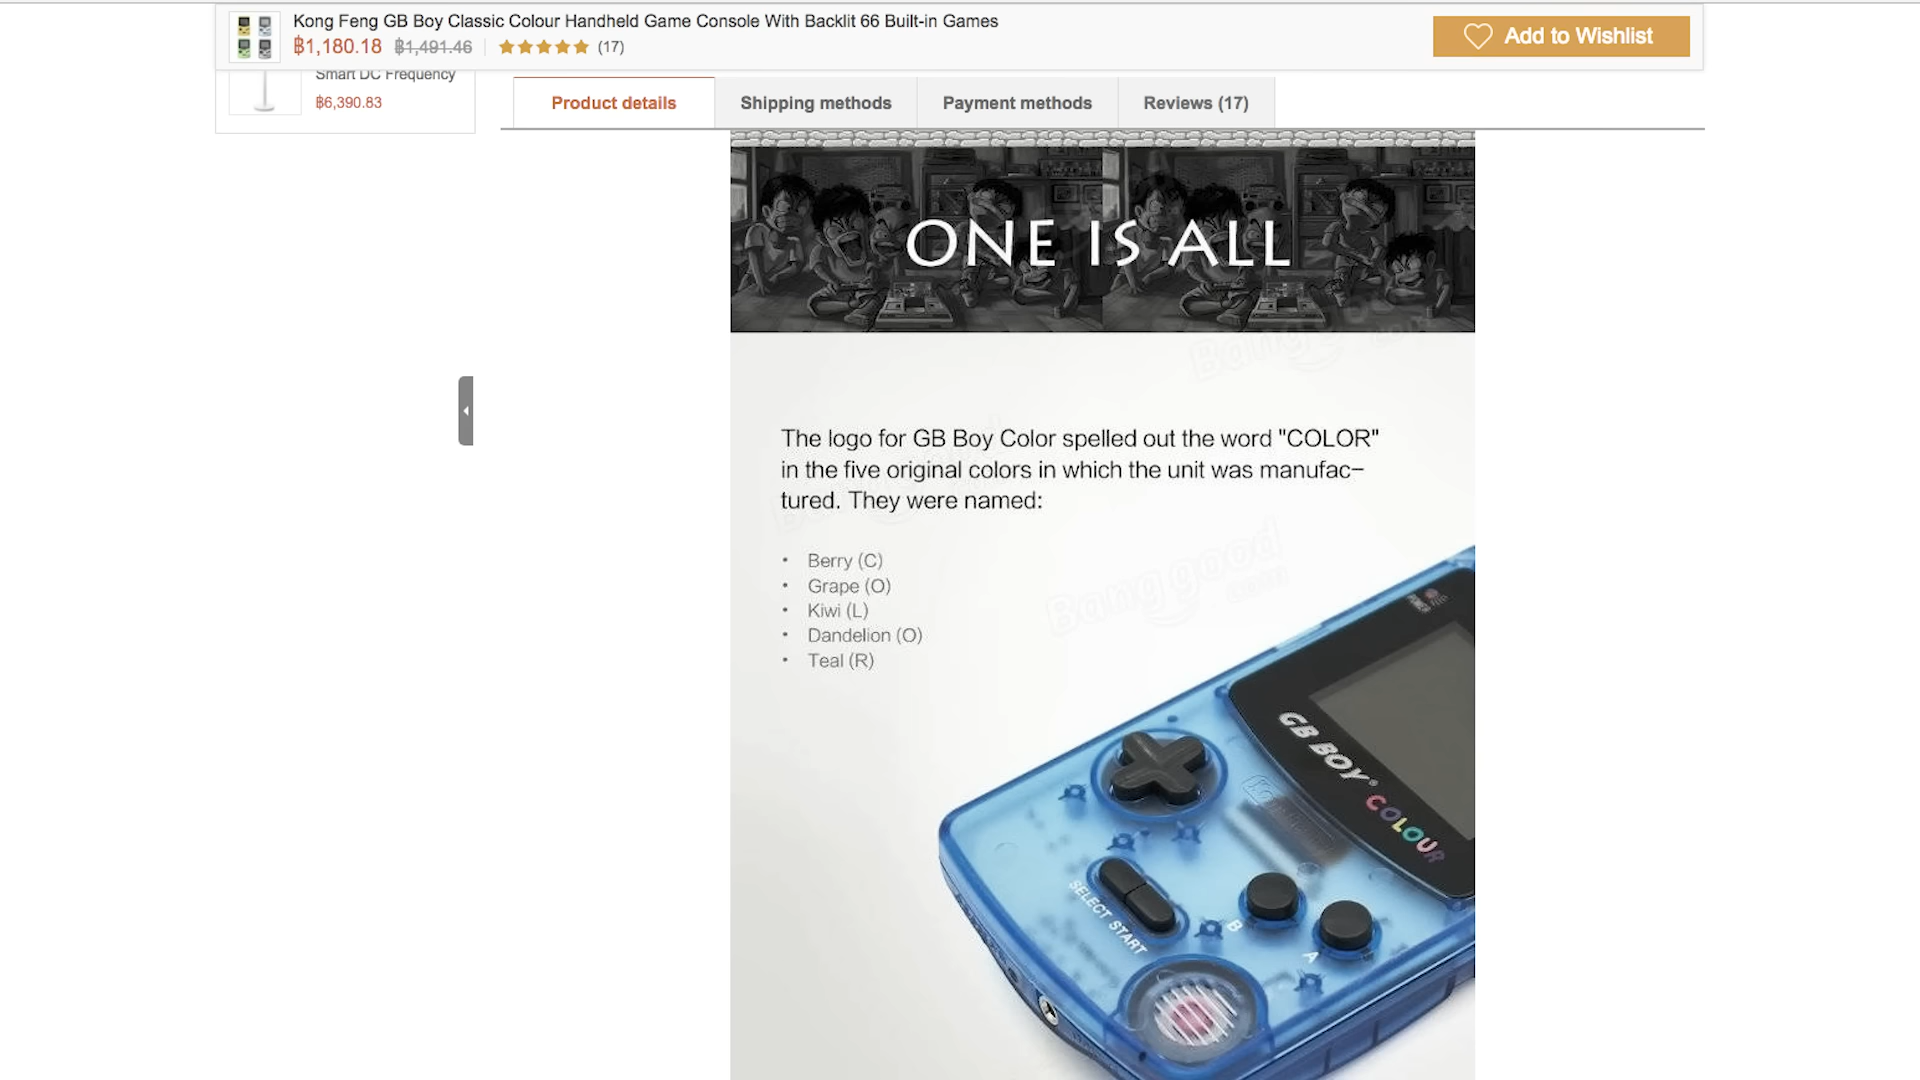 Kong Feng GB Boy Classic Colour Handheld Game Console With Backlit 66 Built-in Games
฿1,180.18 ฿1,491.46 (17)
Add to Wishlist
Smart DC Frequency
฿6,390.83
Product details
Shipping methods
Payment methods
Reviews (17)
ONE IS ALL
The logo for GB Boy Color spelled out the word "COLOR"
in the five original colors in which the unit was manufac-
tured. They were named:
• Berry (C)
• Grape (O)
• Kiwi (L)
• Dandelion (O)
• Teal (R)
Banggood
.com
POWER
GB BOY® COLOUR
SELECT START
B
A